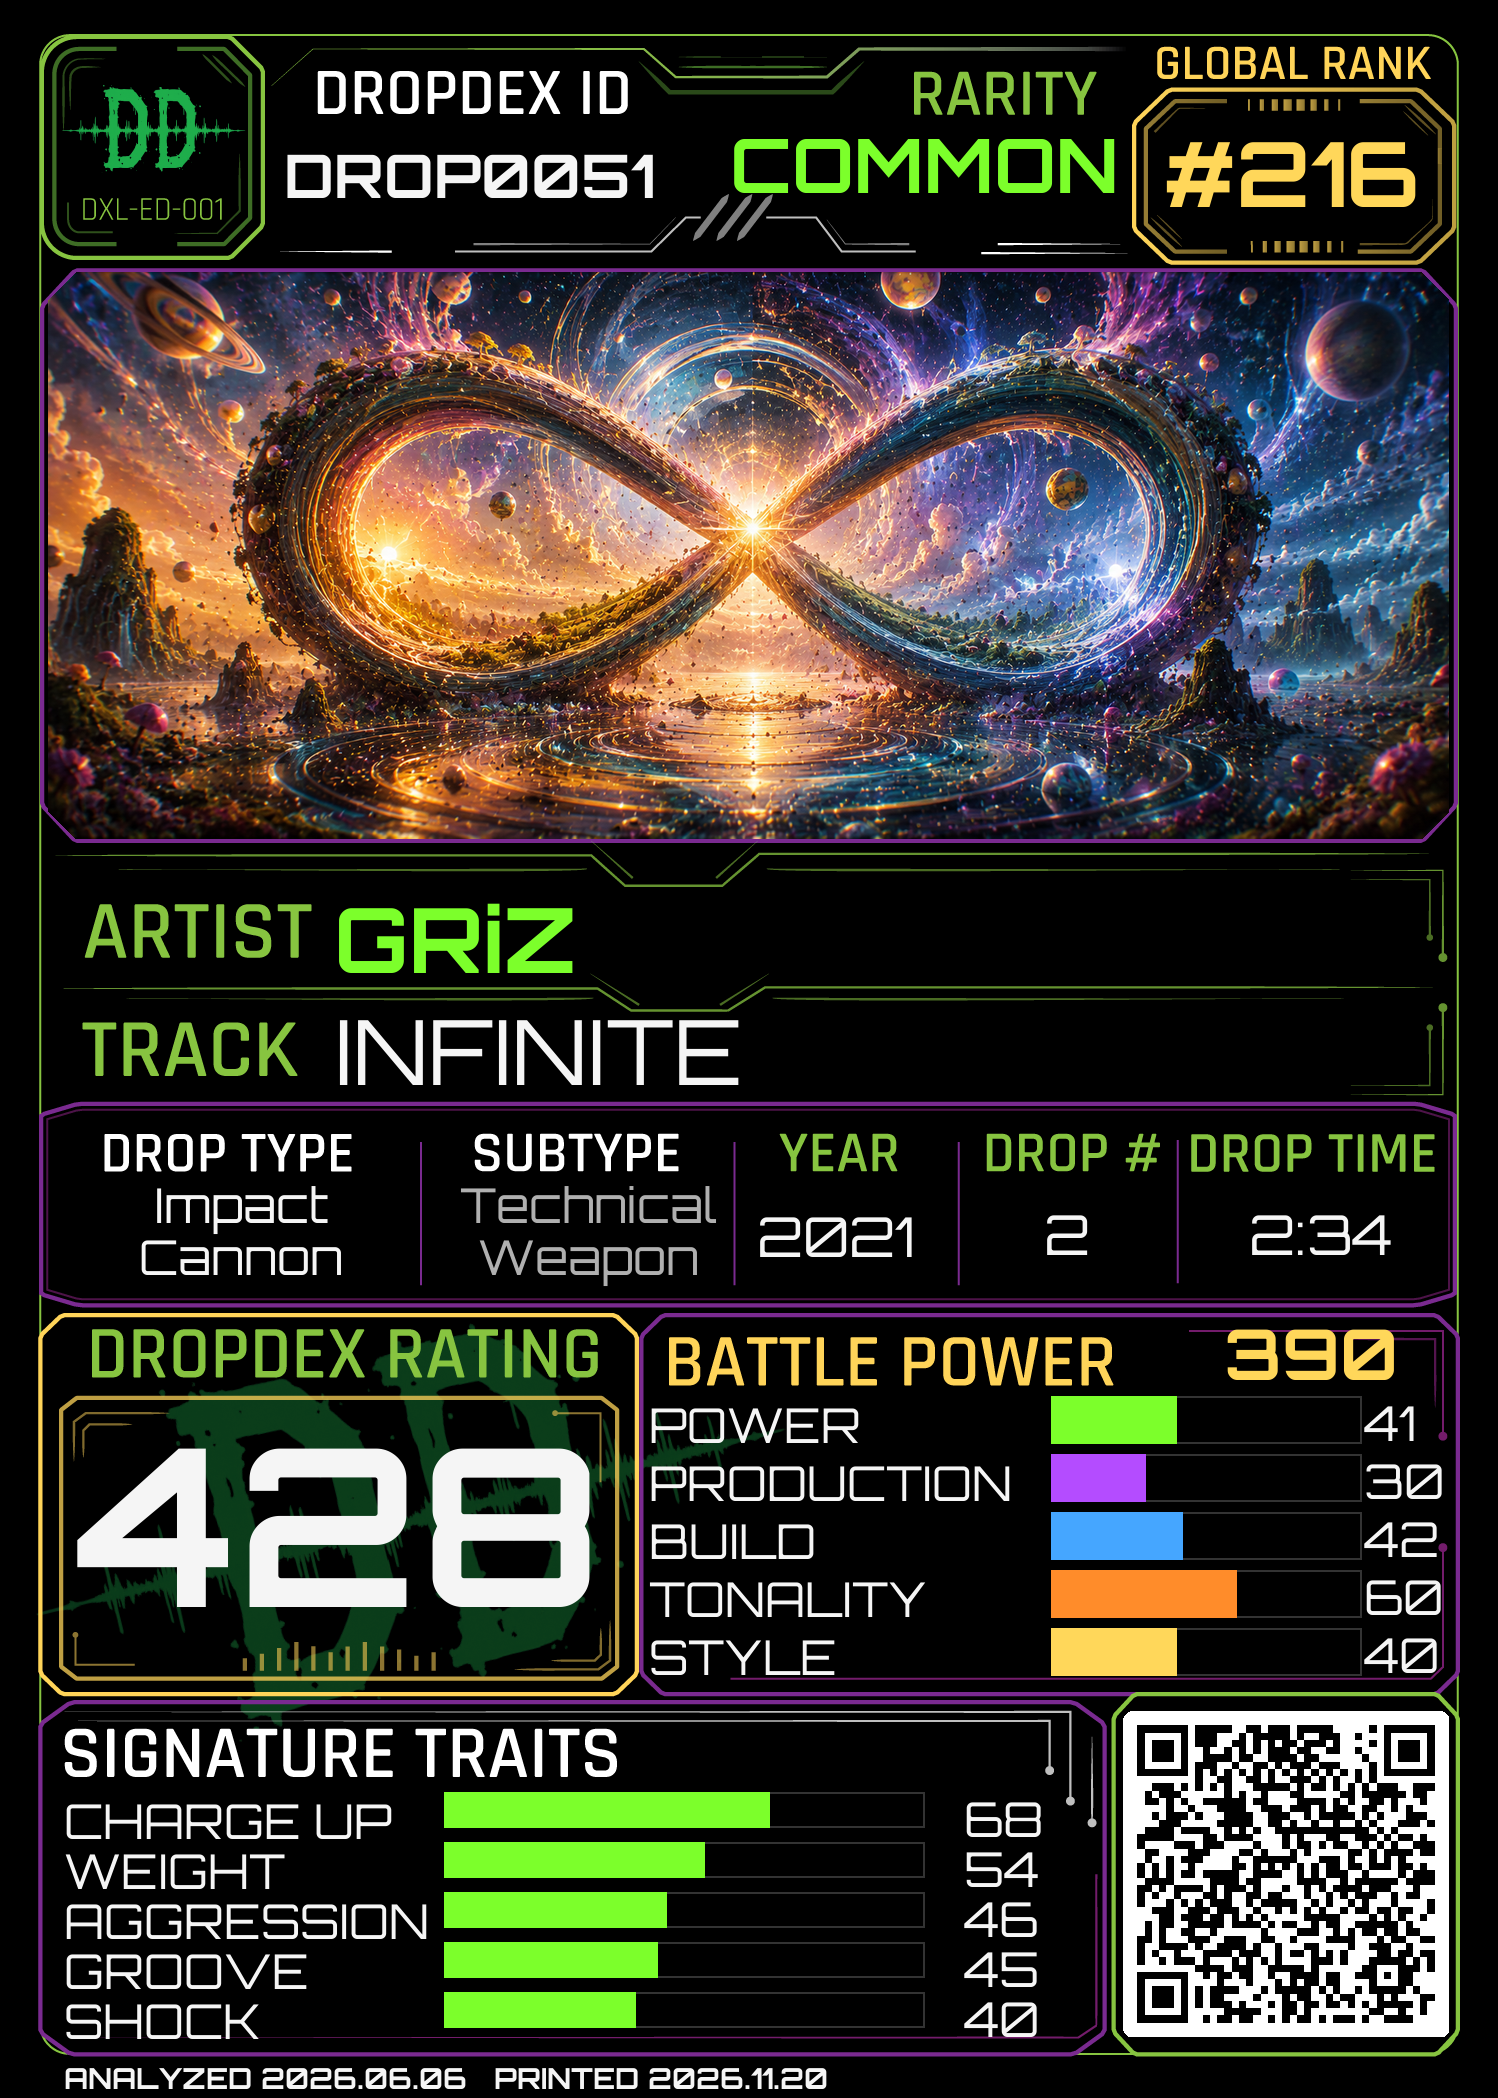 DD
DXL-ED-001
DROPDEX ID
DROP0051
RARITY
COMMON
GLOBAL RANK
#216
ARTIST GRiZ
TRACK INFINITE
DROP TYPE
Impact
Cannon
SUBTYPE
Technical
Weapon
YEAR
2021
DROP #
2
DROP TIME
2:34
DROPDEX RATING
428
BATTLE POWER 390
POWER 41
PRODUCTION 30
BUILD 42
TONALITY 60
STYLE 40
SIGNATURE TRAITS
CHARGE UP 68
WEIGHT 54
AGGRESSION 46
GROOVE 45
SHOCK 40
ANALYZED 2026.06.06 PRINTED 2026.11.20